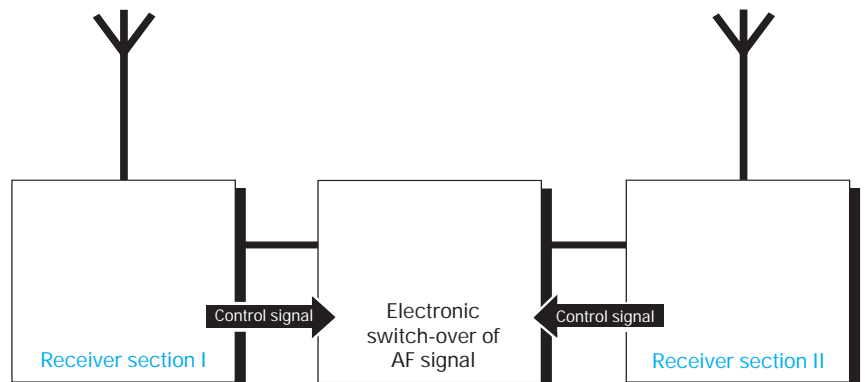 Control signal
Control signal
Electronic
switch-over of
AF signal
Receiver section I
Receiver section II